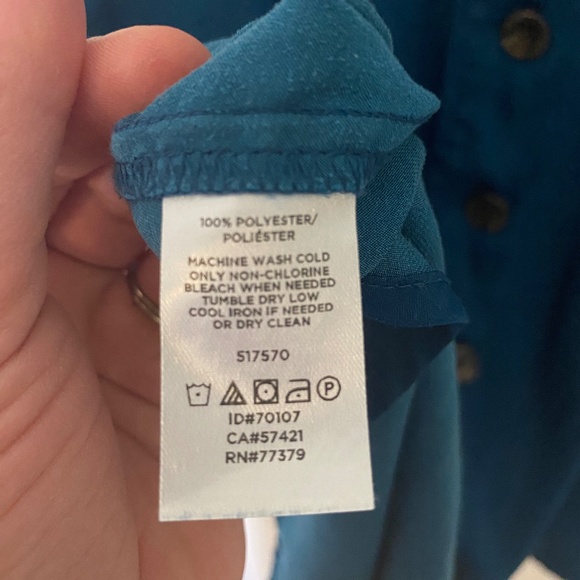 100% POLYESTER/
POLIÉSTER
MACHINE WASH COLD
ONLY NON-CHLORINE
BLEACH WHEN NEEDED
TUMBLE DRY LOW
COOL IRON IF NEEDED
OR DRY CLEAN
517570
P
ID#70107
CA#57421
RN#77379